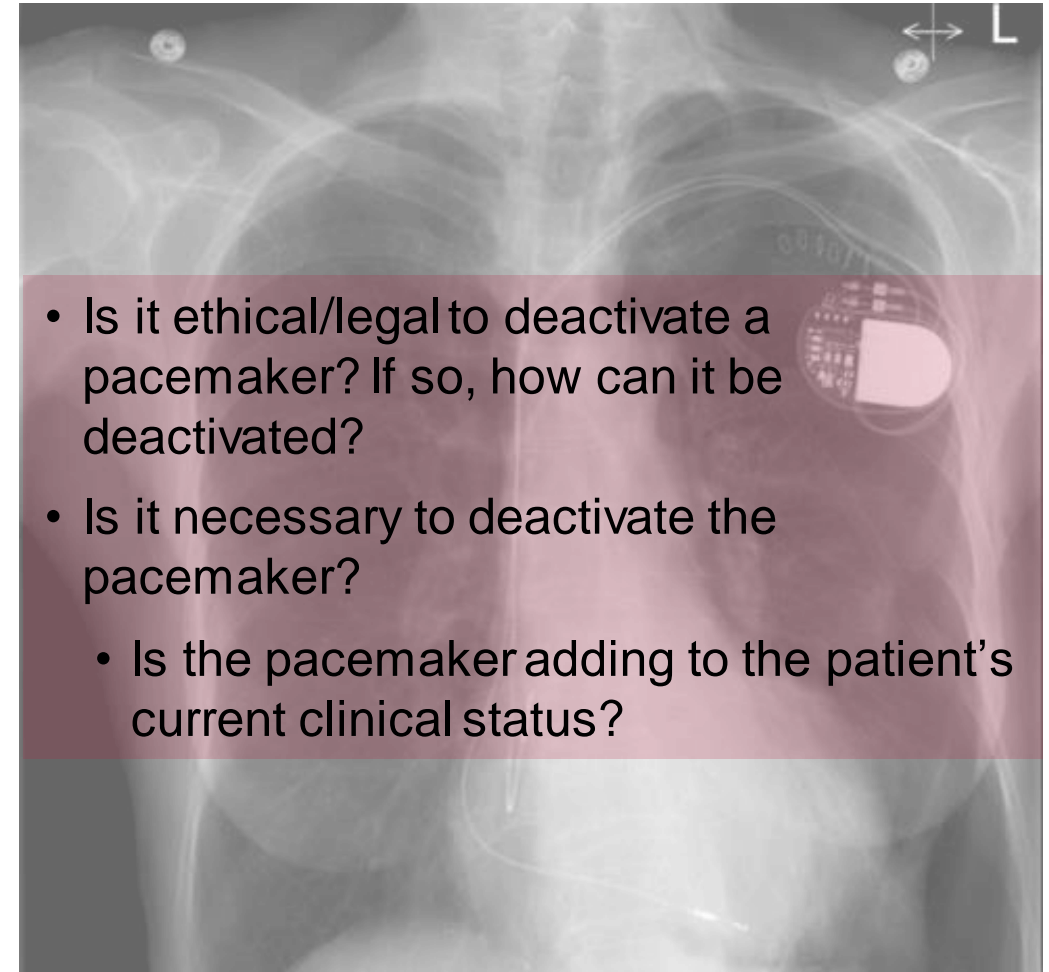 L
• Is it ethical/legal to deactivate a
pacemaker? If so, how can it be
deactivated?
• Is it necessary to deactivate the
pacemaker?
• Is the pacemaker adding to the patient’s
current clinical status?